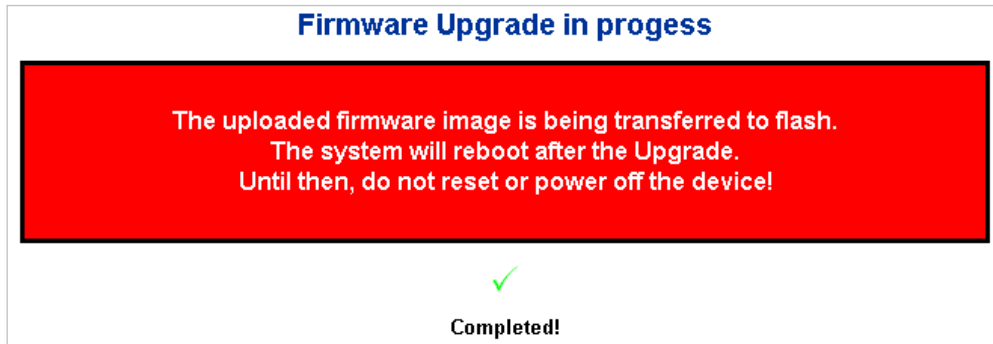 Firmware Upgrade in progess
The uploaded firmware image is being transferred to flash.
The system will reboot after the Upgrade.
Until then, do not reset or power off the device!
Completed!